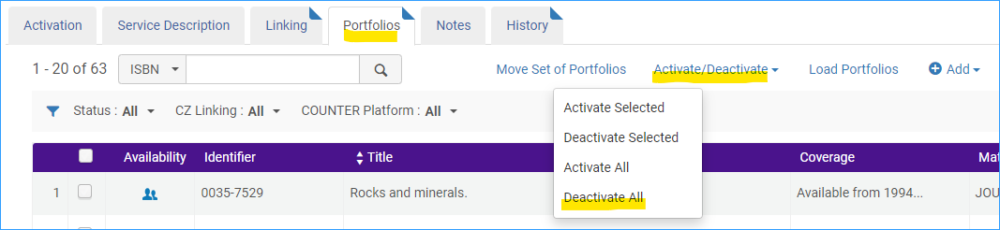 Activation Service Description Linking Portfolios Notes History
1 - 20 of 63 ISBN Move Set of Portfolios Activate/Deactivate Load Portfolios Add
Activate Selected
Status : All CZ Linking : All COUNTER Platform : All
Deactivate Selected
Availability Identifier Title Coverage Mat
Activate All
1 0035-7529 Rocks and minerals. Available from 1994... JOU
Deactivate All